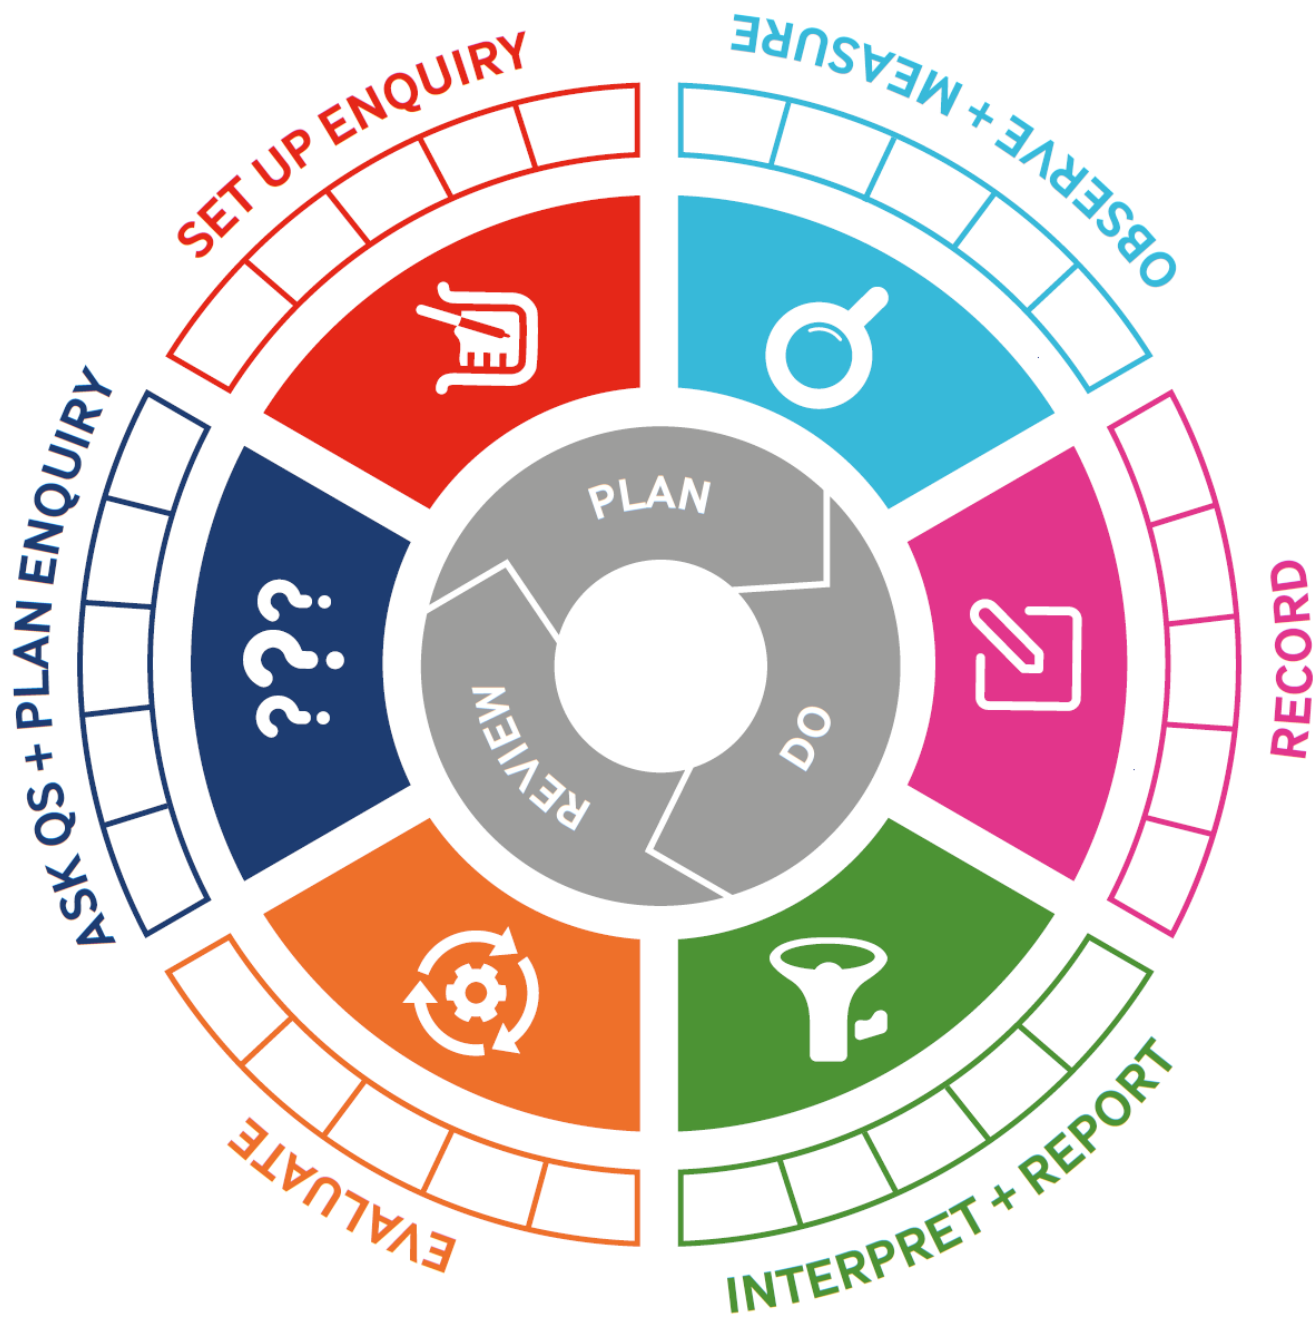 SET UP ENQUIRY
OBSERVE + MEASURE
RECORD
INTERPRET + REPORT
EVALUATE
ASK QS + PLAN ENQUIRY
PLAN
DO
REVIEW
¿¿¿